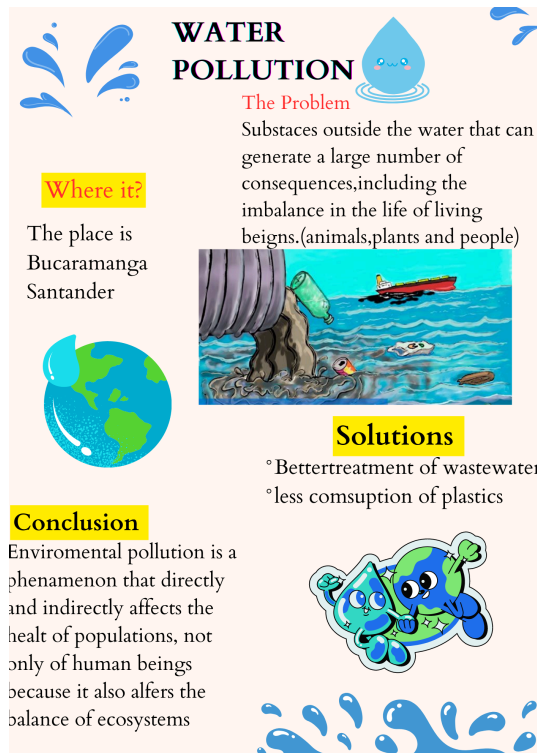 WATER
POLLUTION
The Problem
Substaces outside the water that can
generate a large number of
consequences,including the
imbalance in the life of living
beigns.(animals,plants and people)
Where it?
The place is
Bucaramanga
Santander
Solutions
°Bettertreatment of wastewater
°less comsuption of plastics
Conclusion
Enviromental pollution is a
phenamenon that directly
and indirectly affects the
healt of populations, not
only of human beings
because it also alfers the
balance of ecosystems